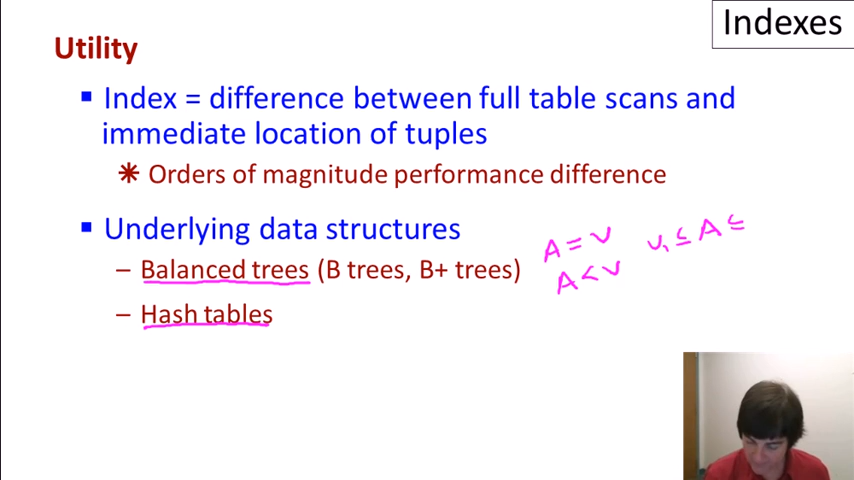 Indexes
Utility
▪ Index = difference between full table scans and
immediate location of tuples
✷ Orders of magnitude performance difference
▪ Underlying data structures
– Balanced trees (B trees, B+ trees)
– Hash tables
A = V
A < V
V₁ ≤ A ≤